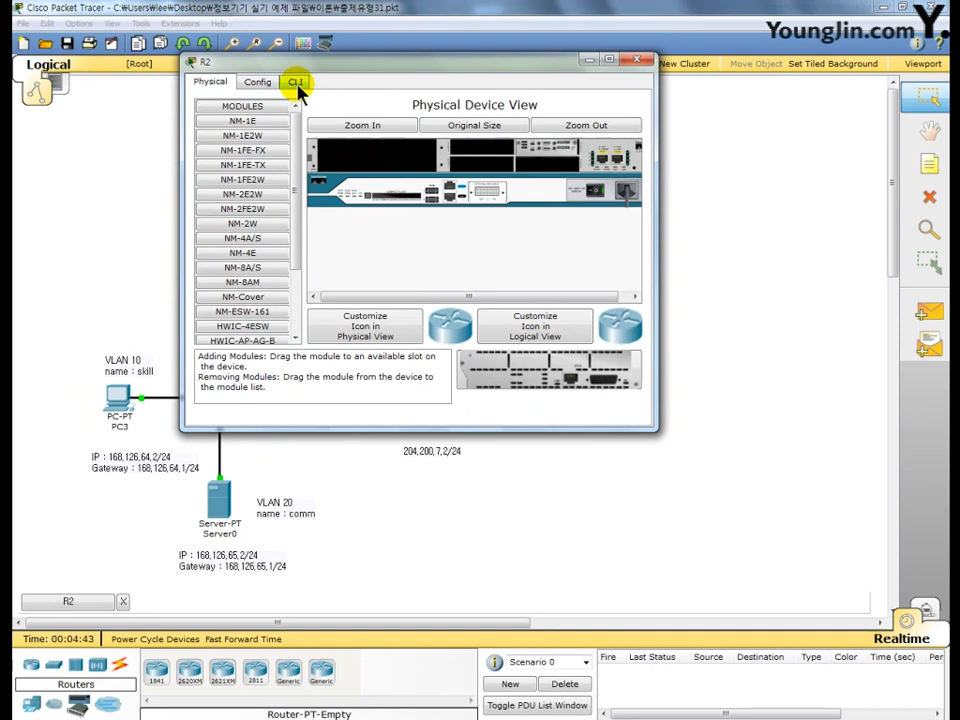 Cisco Packet Tracer - C:\Users\lee\Desktop\정보기기 실기 예제 파일\이론\출제유형31.pkt
File Edit Options View Tools Extensions Help
YoungJin.com Y.
Logical [Root] New Cluster Move Object Set Tiled Background Viewport
R2
Physical Config CLI
MODULES
NM-1E
NM-1E2W
NM-1FE-FX
NM-1FE-TX
NM-1FE2W
NM-2E2W
NM-2FE2W
NM-2W
NM-4A/S
NM-4E
NM-8A/S
NM-8AM
NM-Cover
NM-ESW-161
HWIC-4ESW
HWIC-AP-AG-B
Physical Device View
Zoom In Original Size Zoom Out
Customize
Icon in
Physical View
Customize
Icon in
Logical View
Adding Modules: Drag the module to an available slot on
the device.
Removing Modules: Drag the module from the device to
the module list.
VLAN 10
name : skill
PC-PT
PC3
IP : 168,126,64,2/24
Gateway : 168,126,64,1/24
204,200,7,2/24
VLAN 20
name : comm
Server-PT
Server0
IP : 168,126,65,2/24
Gateway : 168,126,65,1/24
R2 X
Time: 00:04:43 Power Cycle Devices Fast Forward Time Realtime
Routers
1841 2620XM 2621XM 2811 Generic Generic
Router-PT-Empty
Scenario 0
New Delete
Toggle PDU List Window
Fire Last Status Source Destination Type Color Time (sec) Per